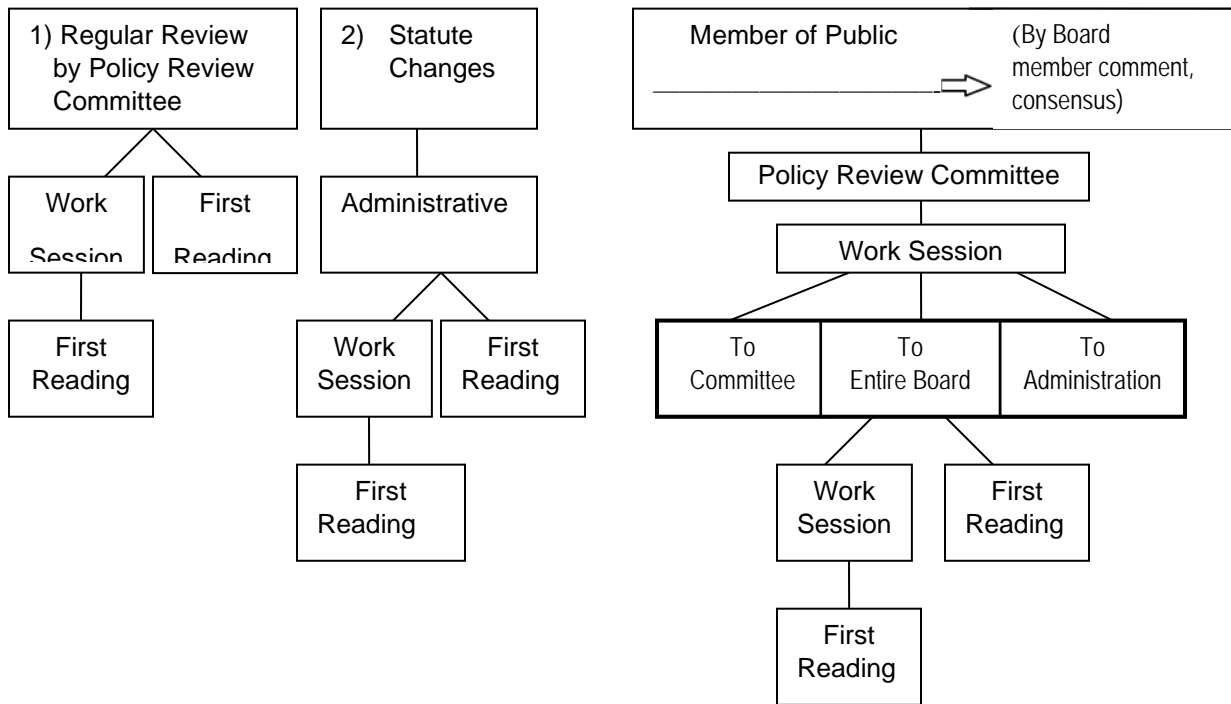 1) Regular Review
by Policy Review
Committee
Work
Session
First
Reading
First
Reading
2) Statute
Changes
Administrative
Work
Session
First
Reading
First
Reading
Member of Public
(By Board
member comment,
consensus)
Policy Review Committee
Work Session
To
Committee
To
Entire Board
To
Administration
Work
Session
First
Reading
First
Reading